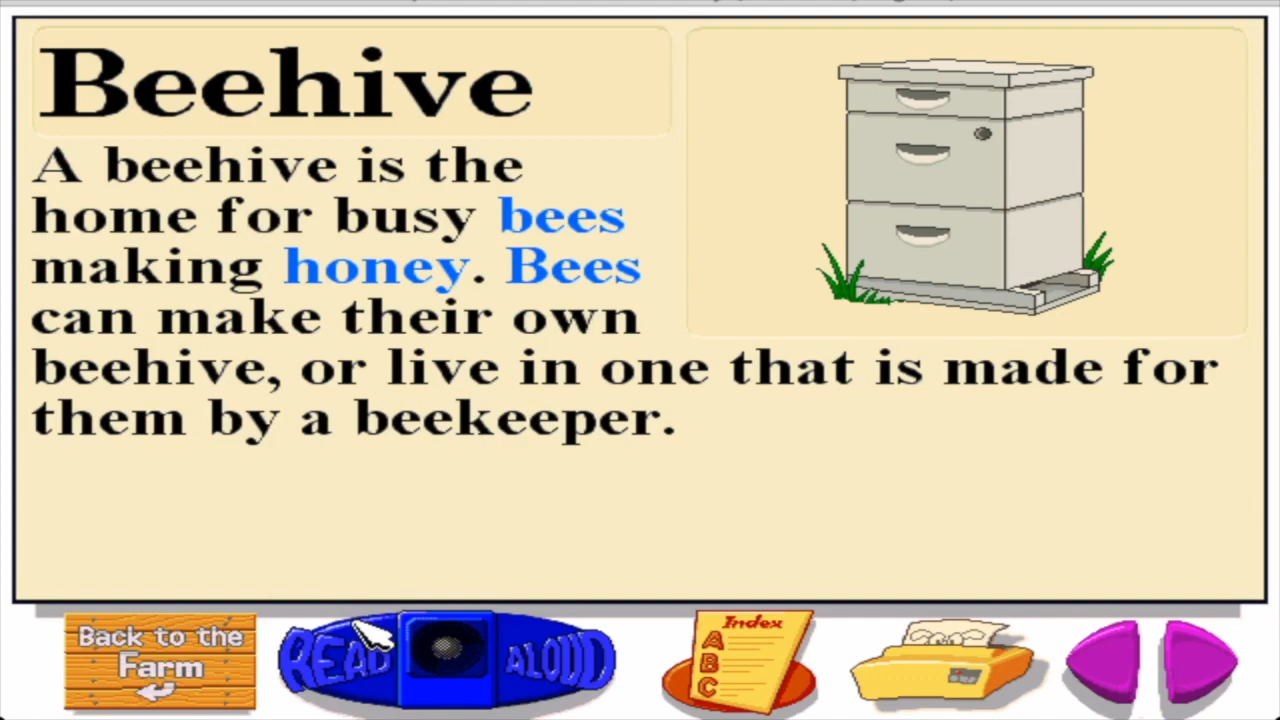 Beehive
A beehive is the
home for busy bees
making honey. Bees
can make their own
beehive, or live in one that is made for
them by a beekeeper.
Back to the
Farm
READ ALOUD
Index
A
B
C